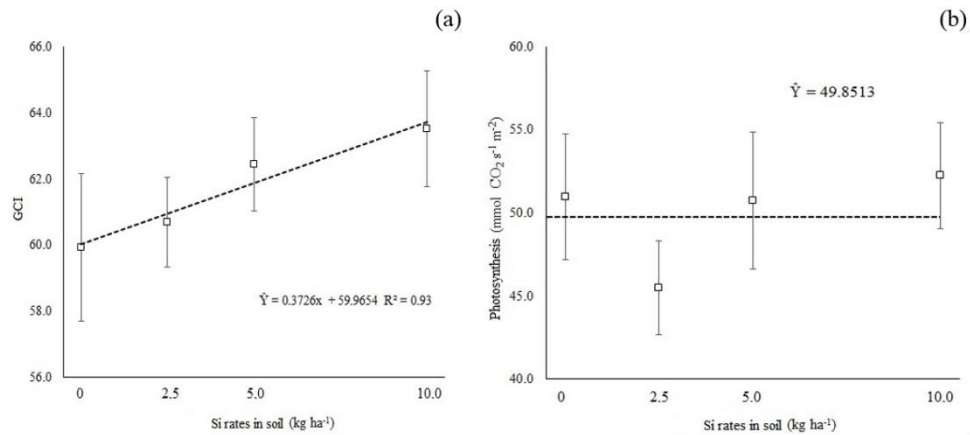 (a)
66.0
64.0
62.0
60.0
58.0
56.0
GCI
Ŷ = 0.3726x + 59.9654 R² = 0.93
0 2.5 5.0 10.0
Si rates in soil (kg ha⁻¹)
(b)
60.0
55.0
50.0
45.0
40.0
Photosynthesis (mmol CO₂ s⁻¹ m⁻²)
Ŷ = 49.8513
0 2.5 5.0 10.0
Si rates in soil (kg ha⁻¹)